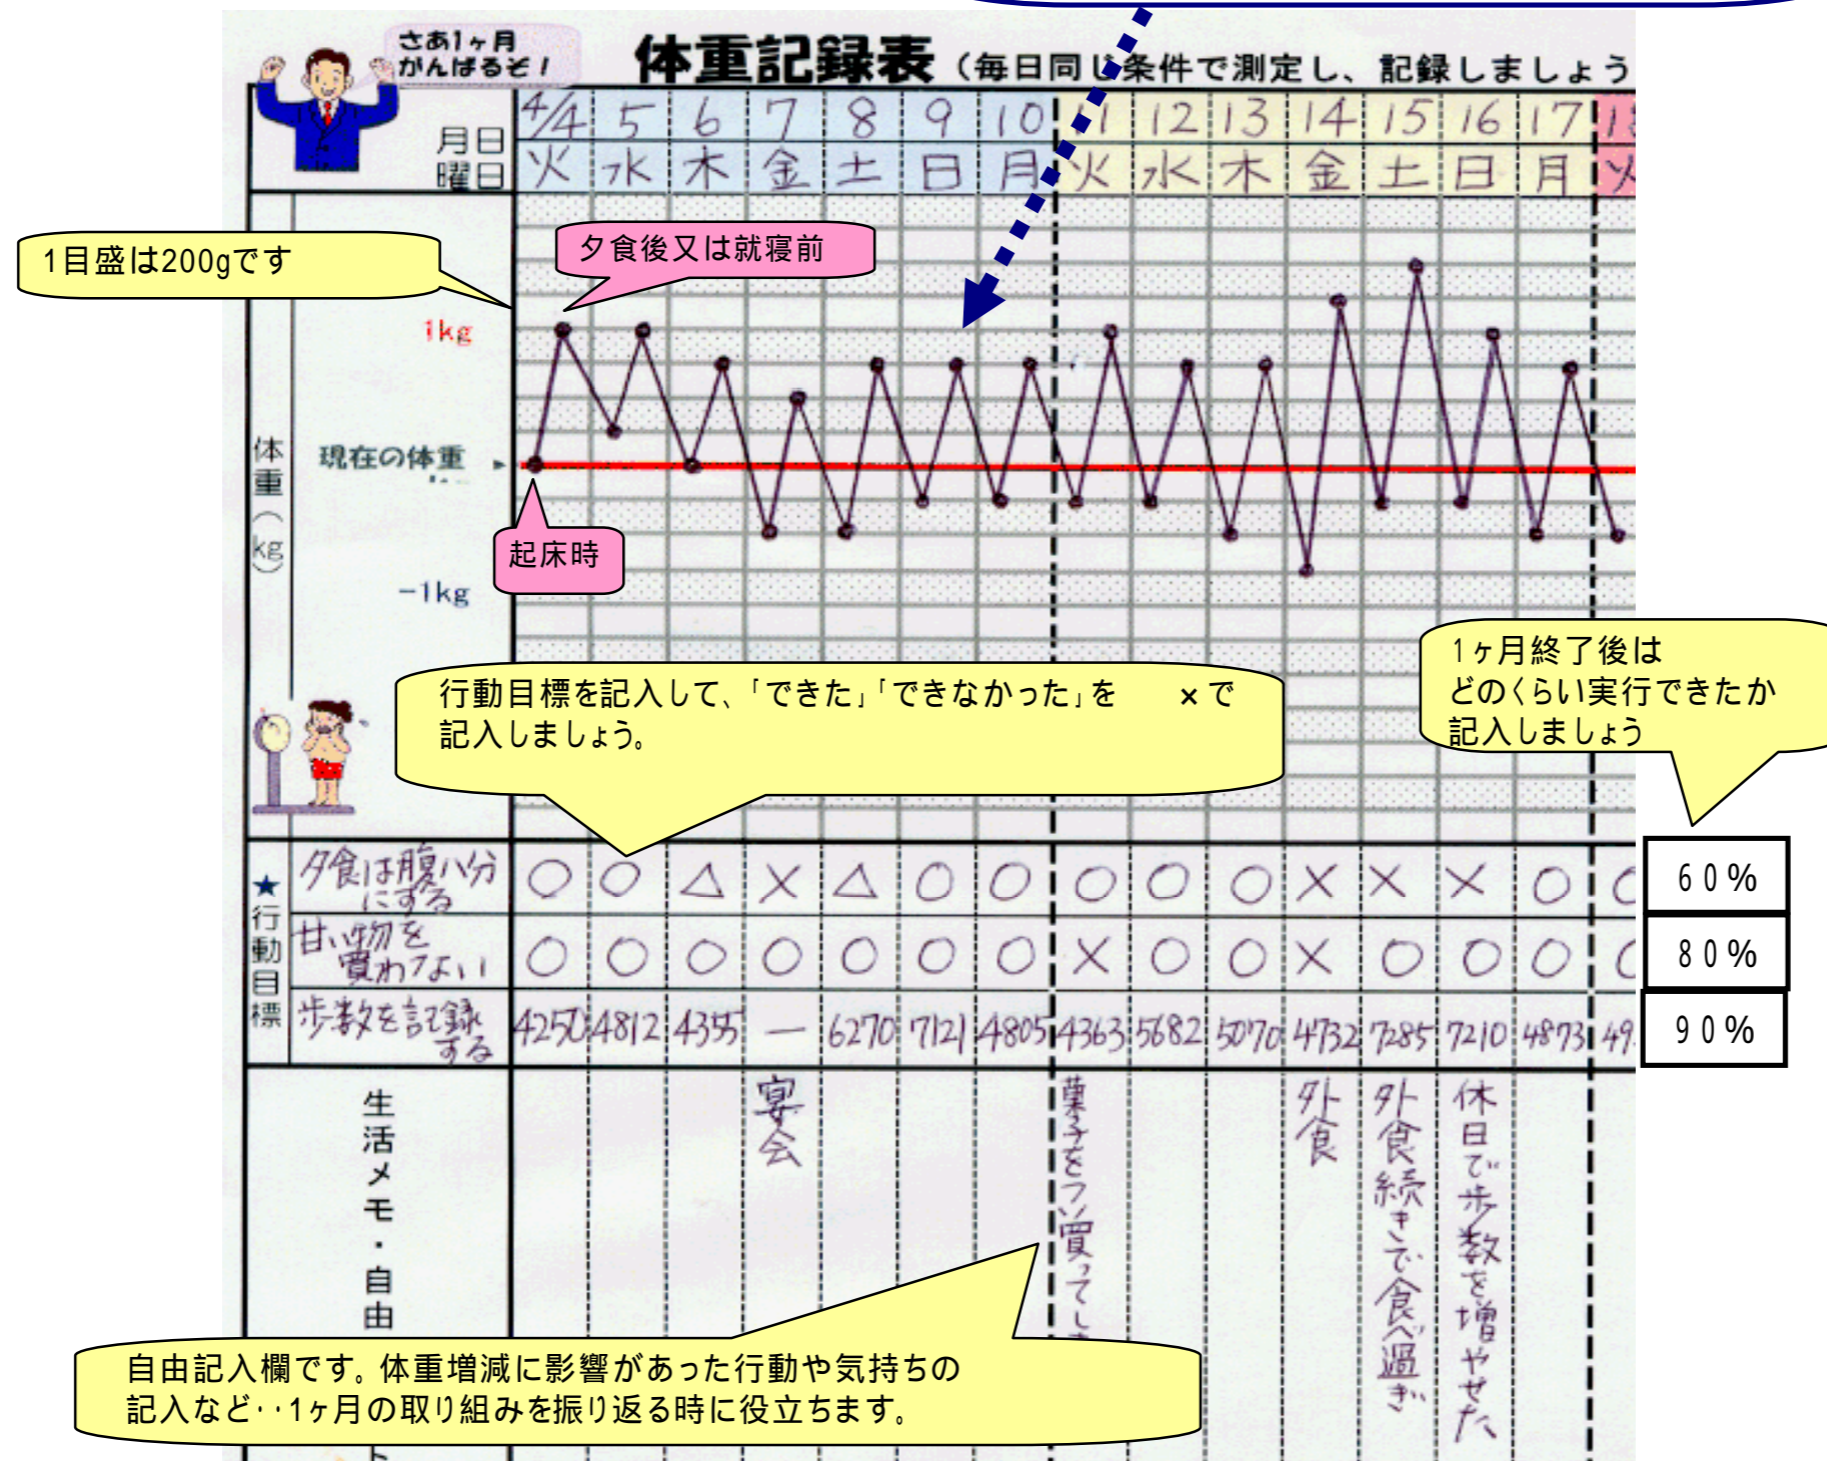 さあ1ヶ月
がんばるぞ！
体重記録表（毎日同じ条件で測定し、記録しましょう
月日 4/4 5 6 7 8 9 10 11 12 13 14 15 16 17
曜日 火 水 木 金 土 日 月 火 水 木 金 土 日 月 火
1目盛は200gです
夕食後又は就寝前
1kg
体重（kg）
現在の体重
起床時
-1kg
行動目標を記入して、「できた」「できなかった」を　　×で
記入しましょう。
1ヶ月終了後は
どのくらい実行できたか
記入しましょう
★行動目標
夕食は腹八分
にする
○ ○ △ × △ ○ ○ ○ ○ ○ × × × ○ ○
60%
甘い物を
買わない
○ ○ ○ ○ ○ ○ ○ × ○ ○ × ○ ○ ○ ○
80%
歩数を記録
する
4250 4812 4355 — 6270 7121 4805 4363 5682 5070 4732 7285 7210 4873 49
90%
生活メモ・自由
宴会
菓子をつい買ってしま
外食
外食続きで食べ過ぎ
休日で歩数を増やせた
自由記入欄です。体重増減に影響があった行動や気持ちの
記入など‥1ヶ月の取り組みを振り返る時に役立ちます。